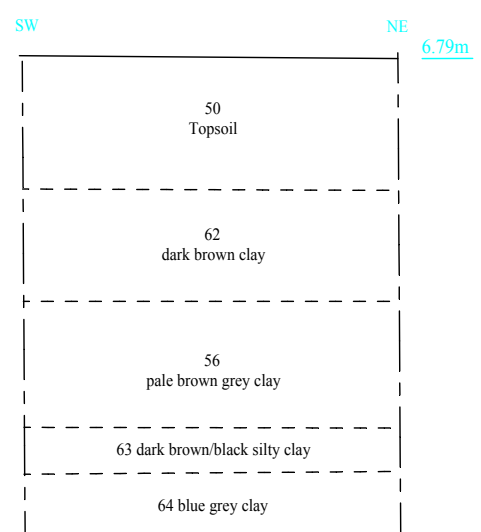 SW
NE
6.79m
50
Topsoil
62
dark brown clay
56
pale brown grey clay
63 dark brown/black silty clay
64 blue grey clay